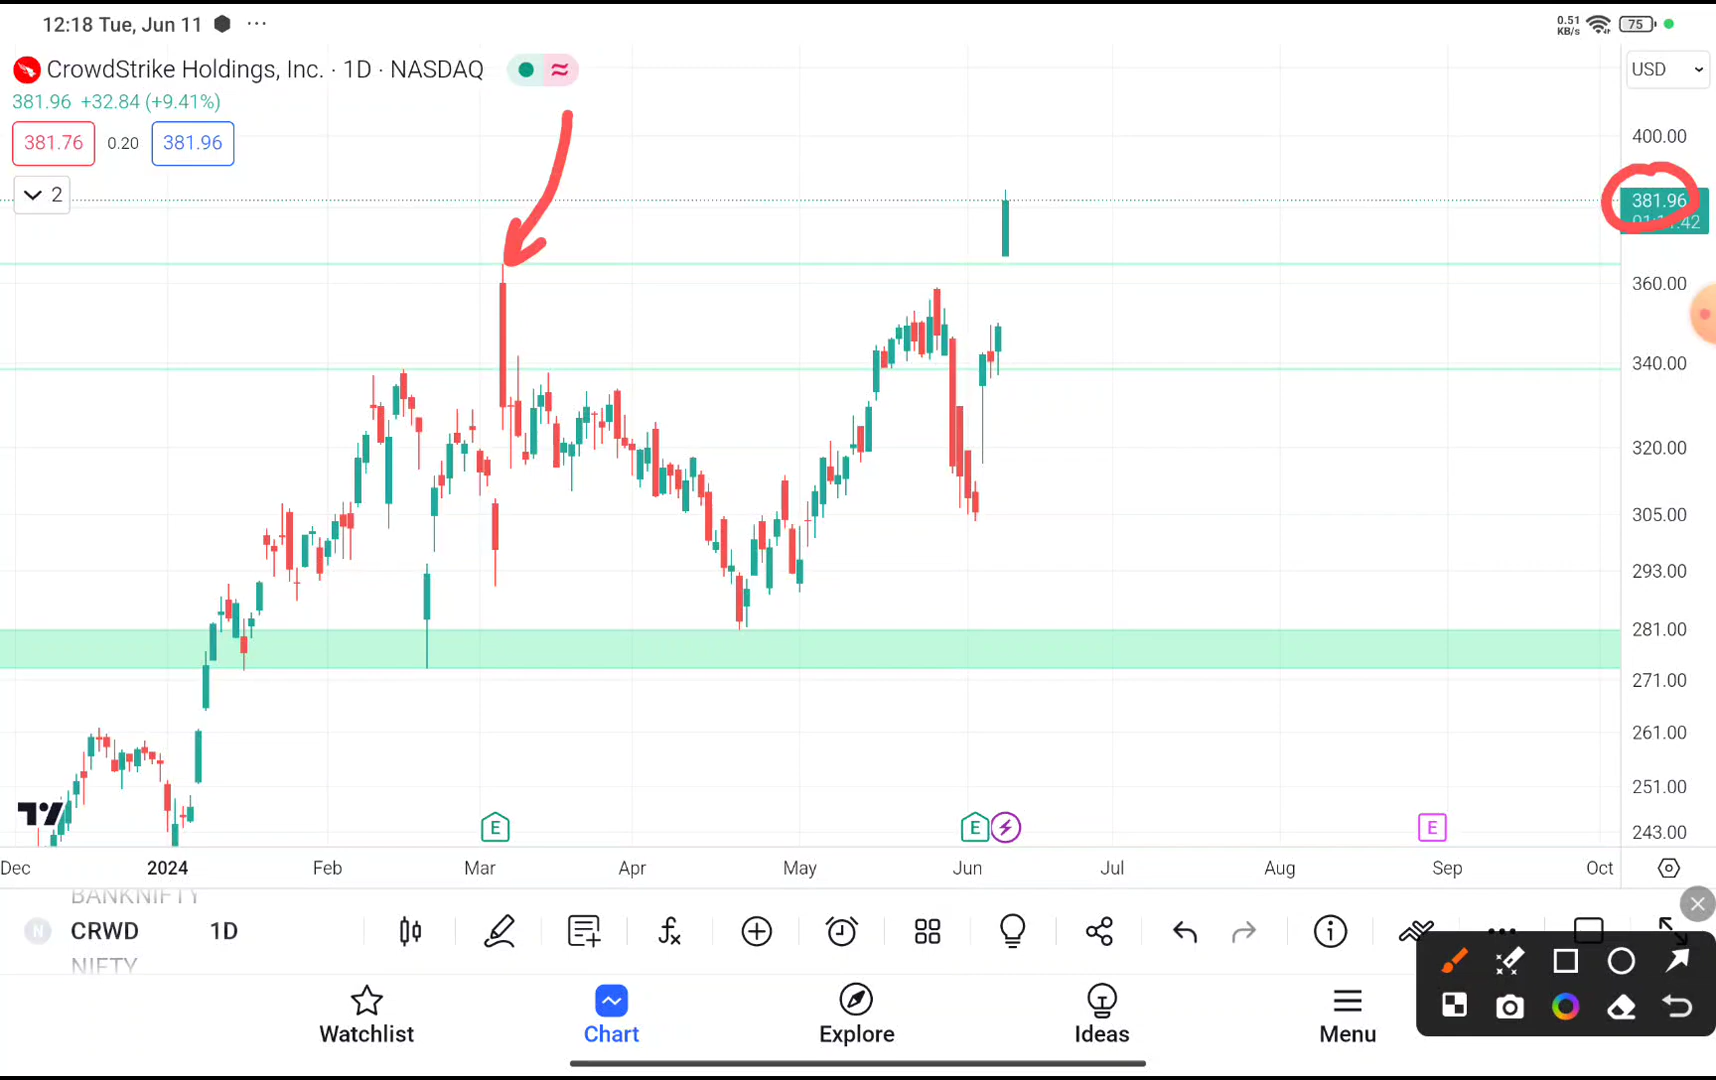 12:18 Tue, Jun 11 ...
0.51 KB/s 75
CrowdStrike Holdings, Inc. · 1D · NASDAQ
USD
381.96 +32.84 (+9.41%)
381.76 0.20 381.96
2
400.00
381.96
360.00
340.00
320.00
305.00
293.00
281.00
271.00
261.00
251.00
243.00
E E E
Dec 2024 Feb Mar Apr May Jun Jul Aug Sep Oct
BANKNIFTY
N CRWD 1D
NIFTY
Watchlist Chart Explore Ideas Menu